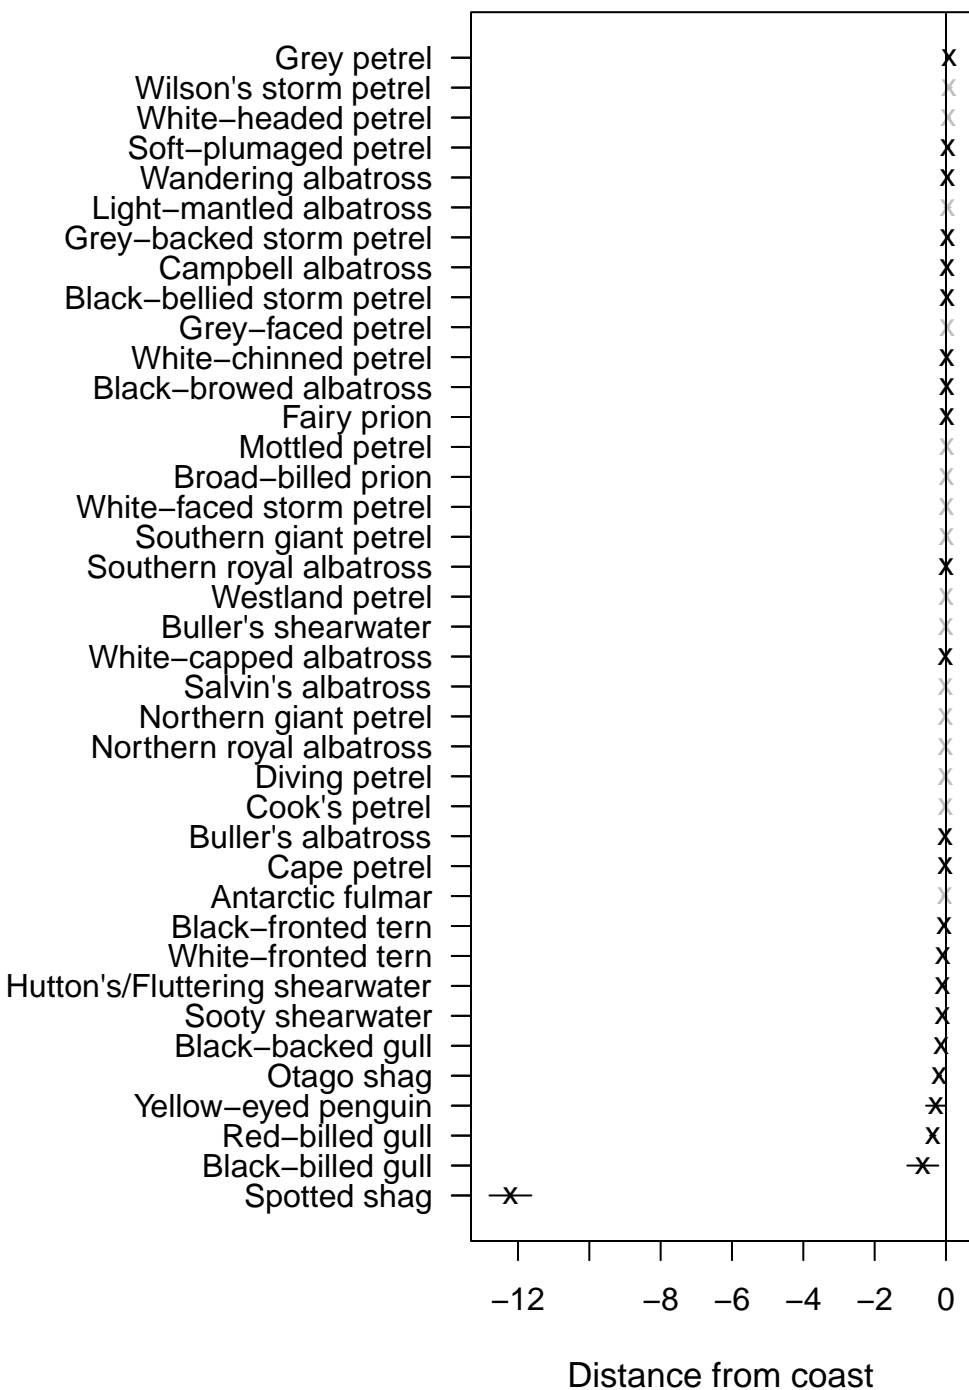 Grey petrel
Wilson's storm petrel
White−headed petrel
Soft−plumaged petrel
Wandering albatross
Light−mantled albatross
Grey−backed storm petrel
Campbell albatross
Black−bellied storm petrel
Grey−faced petrel
White−chinned petrel
Black−browed albatross
Fairy prion
Mottled petrel
Broad−billed prion
White−faced storm petrel
Southern giant petrel
Southern royal albatross
Westland petrel
Buller's shearwater
White−capped albatross
Salvin's albatross
Northern giant petrel
Northern royal albatross
Diving petrel
Cook's petrel
Buller's albatross
Cape petrel
Antarctic fulmar
Black−fronted tern
White−fronted tern
Hutton's/Fluttering shearwater
Sooty shearwater
Black−backed gull
Otago shag
Yellow−eyed penguin
Red−billed gull
Black−billed gull
Spotted shag
−12 −8 −6 −4 −2 0
Distance from coast